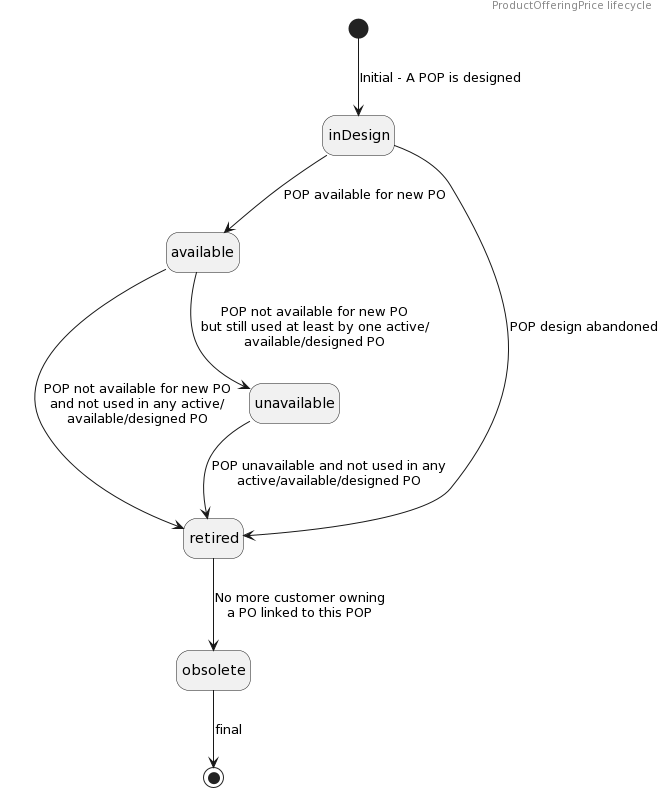 ProductOfferingPrice lifecycle
Initial - A POP is designed
inDesign
POP available for new PO
available
POP not available for new PO
but still used at least by one active/
available/designed PO
POP design abandoned
POP not available for new PO
and not used in any active/
available/designed PO
unavailable
POP unavailable and not used in any
active/available/designed PO
retired
No more customer owning
a PO linked to this POP
obsolete
final